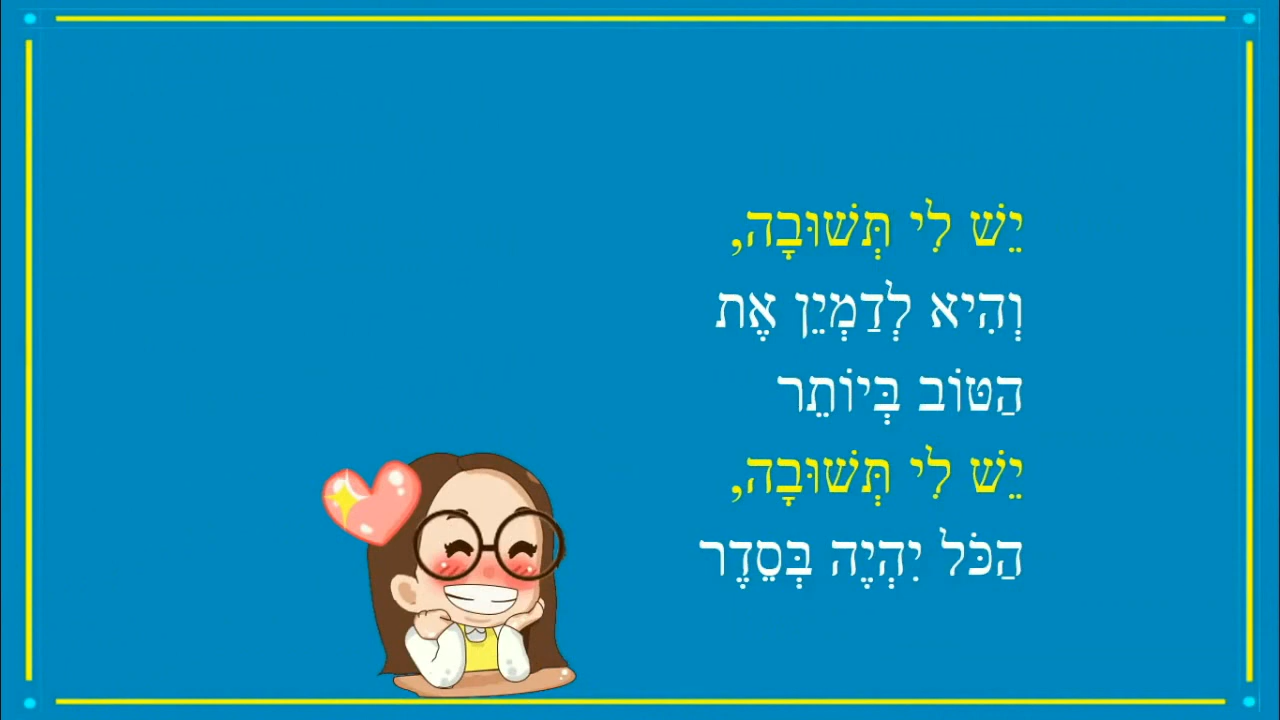 יֵשׁ לִי תְּשׁוּבָה,
וְהִיא לְדַמְיֵן אֶת
הַטּוֹב בְּיוֹתֵר
יֵשׁ לִי תְּשׁוּבָה,
הַכֹּל יִהְיֶה בְּסֵדֶר